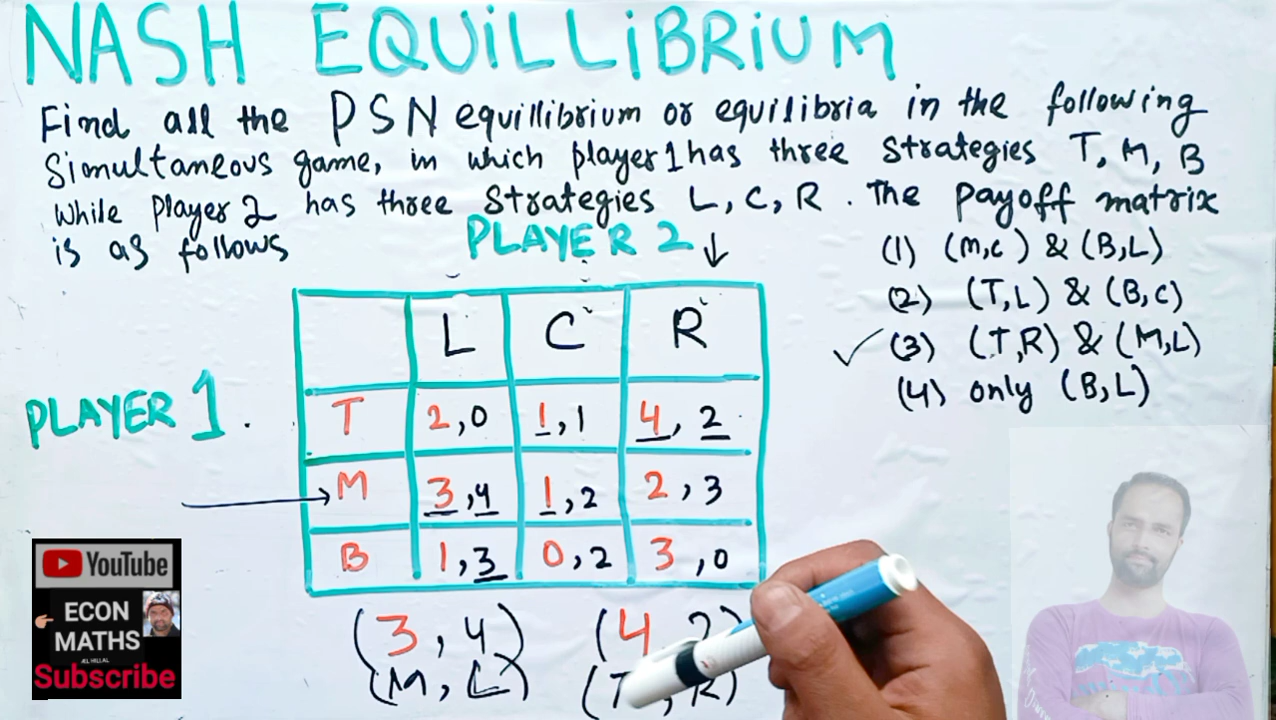 NASH EQUiLLiBRiUM
Find all the PSN equillibrium or equilibria in the following
Simultaneous game, in which player 1 has three strategies T, M, B
while Player 2 has three strategies L, C, R. The payoff matrix
is as follows
PLAYER 2
(1) (M,C) & (B,L)
(2) (T,L) & (B,C)
(3) (T,R) & (M,L)
(4) only (B,L)
L C R
PLAYER 1.
T 2,0 1,1 4,2
M 3,4 1,2 2,3
B 1,3 0,2 3,0
(3,4) (4,2)
(M,L) (T,R)
YouTube
ECON
MATHS
Subscribe